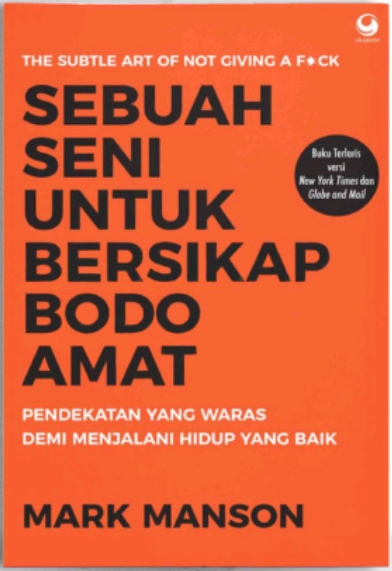 THE SUBTLE ART OF NOT GIVING A F♦CK
SEBUAH
SENI
UNTUK
BERSIKAP
BODO
AMAT
Buku Terlaris
versi
New York Times dan
Globe and Mail
PENDEKATAN YANG WARAS
DEMI MENJALANI HIDUP YANG BAIK
MARK MANSON